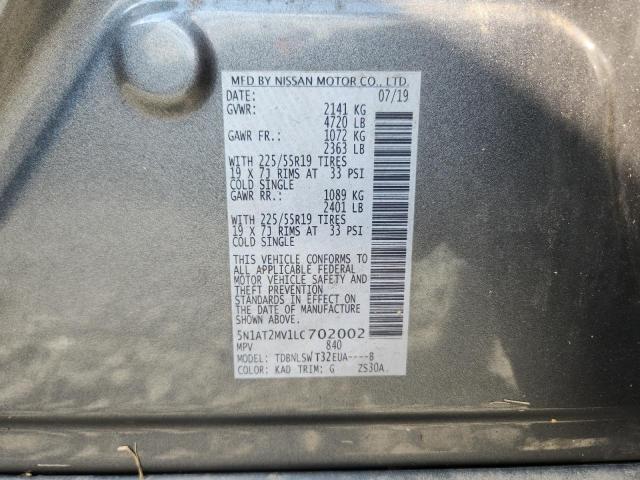 MFD BY NISSAN MOTOR CO., LTD.
DATE: 07/19
GVWR: 2141 KG
4720 LB
GAWR FR.: 1072 KG
2363 LB
WITH 225/55R19 TIRES
19 X 7J RIMS AT 33 PSI
COLD SINGLE
GAWR RR.: 1089 KG
2401 LB
WITH 225/55R19 TIRES
19 X 7J RIMS AT 33 PSI
COLD SINGLE
THIS VEHICLE CONFORMS TO
ALL APPLICABLE FEDERAL
MOTOR VEHICLE SAFETY AND
THEFT PREVENTION
STANDARDS IN EFFECT ON
THE DATE OF MANUFACTURE
SHOWN ABOVE.
5N1AT2MV1LC702002
MPV 840
MODEL: TDBNLSWT32EUA----B
COLOR: KAD TRIM: G ZS30A